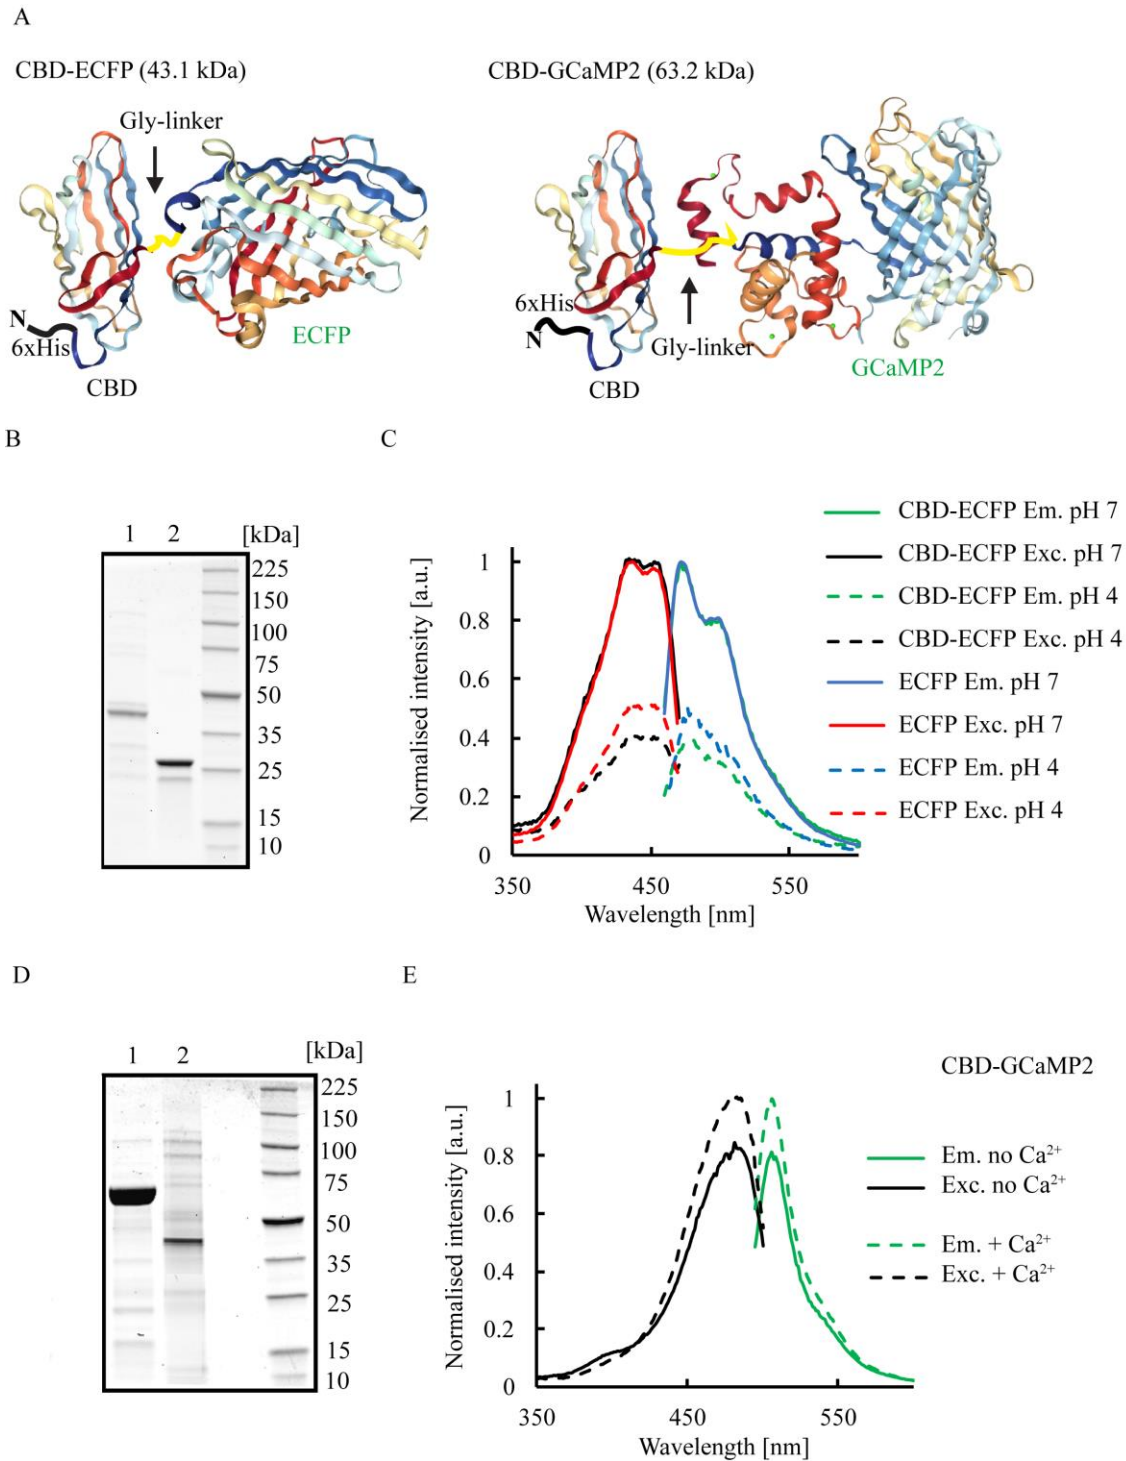 A
CBD-ECFP (43.1 kDa)
CBD-GCaMP2 (63.2 kDa)
Gly-linker
N
6xHis
CBD
ECFP
6xHis
N
Gly-linker
CBD
GCaMP2
B
1 2 [kDa]
225
150
100
75
50
35
25
15
10
C
Normalised intensity [a.u.]
1
0.8
0.6
0.4
0.2
0
350 450 550
Wavelength [nm]
CBD-ECFP Em. pH 7
CBD-ECFP Exc. pH 7
CBD-ECFP Em. pH 4
CBD-ECFP Exc. pH 4
ECFP Em. pH 7
ECFP Exc. pH 7
ECFP Em. pH 4
ECFP Exc. pH 4
D
1 2 [kDa]
225
150
100
75
50
35
25
15
10
E
CBD-GCaMP2
Normalised intensity [a.u.]
1
0.8
0.6
0.4
0.2
0
350 450 550
Wavelength [nm]
Em. no Ca²⁺
Exc. no Ca²⁺
Em. + Ca²⁺
Exc. + Ca²⁺